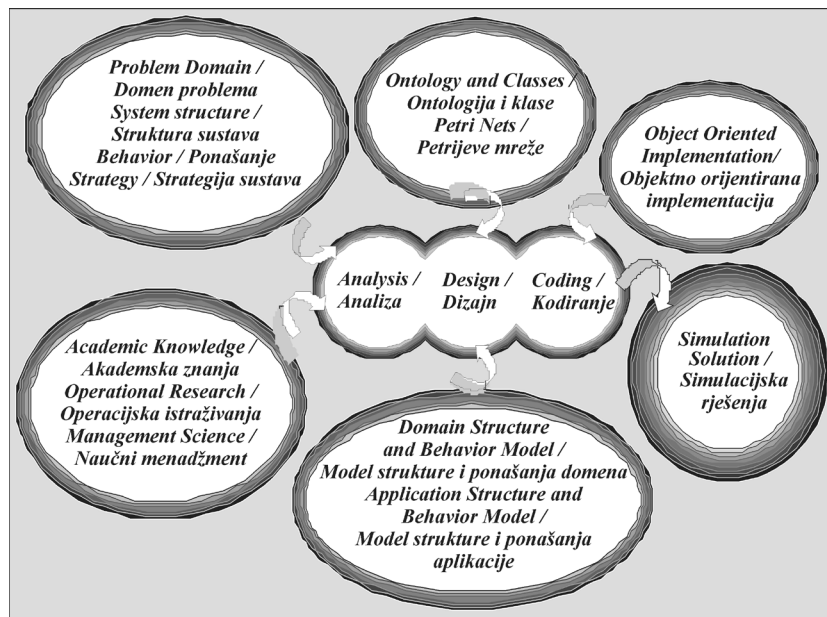 Problem Domain /
Domen problema
System structure /
Struktura sustava
Behavior / Ponašanje
Strategy / Strategija sustava
Ontology and Classes /
Ontologija i klase
Petri Nets /
Petrijeve mreže
Object Oriented
Implementation/
Objektno orijentirana
implementacija
Analysis /
Analiza
Design /
Dizajn
Coding /
Kodiranje
Simulation
Solution /
Simulacijska
rješenja
Academic Knowledge /
Akademska znanja
Operational Research /
Operacijska istraživanja
Management Science /
Naučni menadžment
Domain Structure
and Behavior Model /
Model strukture i ponašanja domena
Application Structure and
Behavior Model /
Model strukture i ponašanja
aplikacije